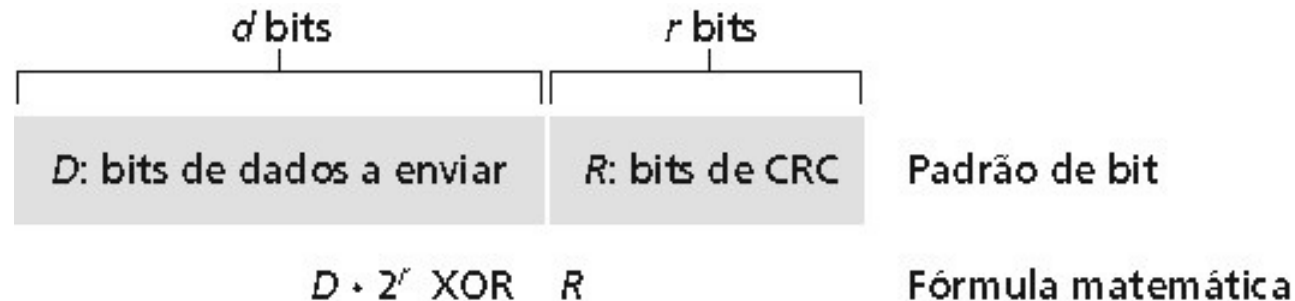 d bits r bits
D: bits de dados a enviar R: bits de CRC Padrão de bit
D · 2ʳ XOR R Fórmula matemática